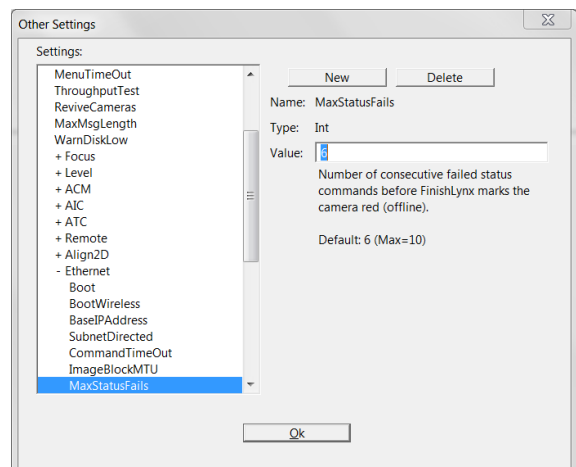 Other Settings
Settings:
MenuTimeOut
ThroughputTest
ReviveCameras
MaxMsgLength
WarnDiskLow
+ Focus
+ Level
+ ACM
+ AIC
+ ATC
+ Remote
+ Align2D
- Ethernet
Boot
BootWireless
BaseIPAddress
SubnetDirected
CommandTimeOut
ImageBlockMTU
MaxStatusFails
New Delete
Name: MaxStatusFails
Type: Int
Value: 6
Number of consecutive failed status
commands before FinishLynx marks the
camera red (offline).
Default: 6 (Max=10)
Ok